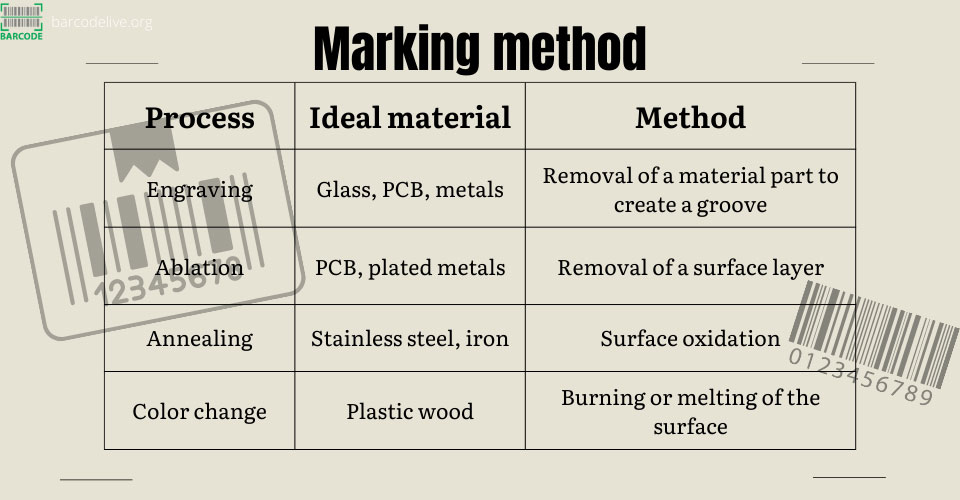 BARCODE
barcodelive.org
Marking method
Process Ideal material Method
Engraving Glass, PCB, metals Removal of a material part to
create a groove
Ablation PCB, plated metals Removal of a surface layer
12345678
Annealing Stainless steel, iron Surface oxidation
0123456789
Color change Plastic wood Burning or melting of the
surface